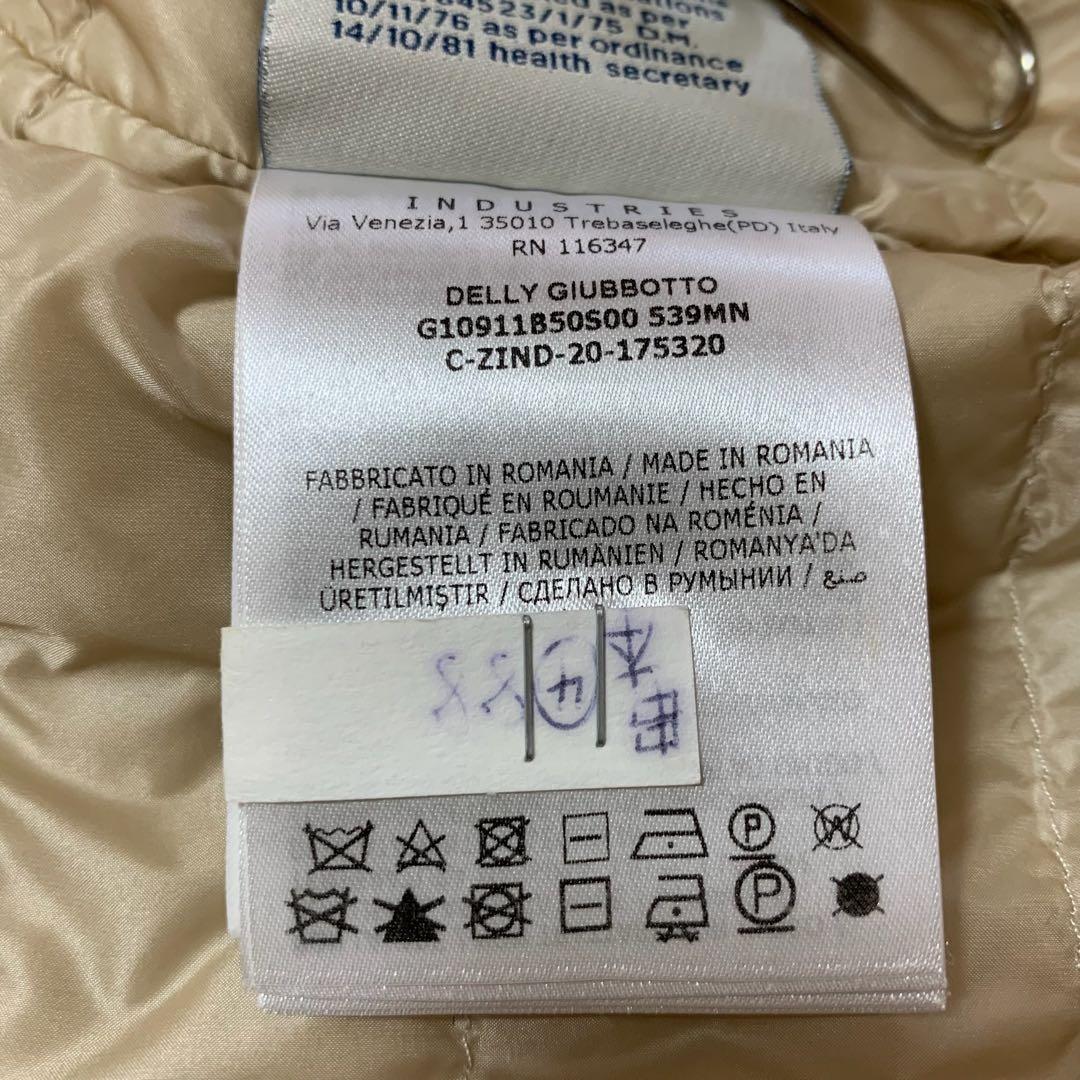 as per
10/11/76 as per ordinance
14/10/81 health secretary
INDUSTRIES
Via Venezia,1 35010 Trebaseleghe(PD) Italy
RN 116347
DELLY GIUBBOTTO
G10911B50S00 539MN
C-ZIND-20-175320
FABBRICATO IN ROMANIA / MADE IN ROMANIA
/ FABRIQUÉ EN ROUMANIE / HECHO EN
RUMANIA / FABRICADO NA ROMÉNIA /
HERGESTELLT IN RUMÄNIEN / ROMANYA'DA
ÜRETILMIŞTIR / СДЕЛАНО В РУМЫНИИ / صنع
P W
P